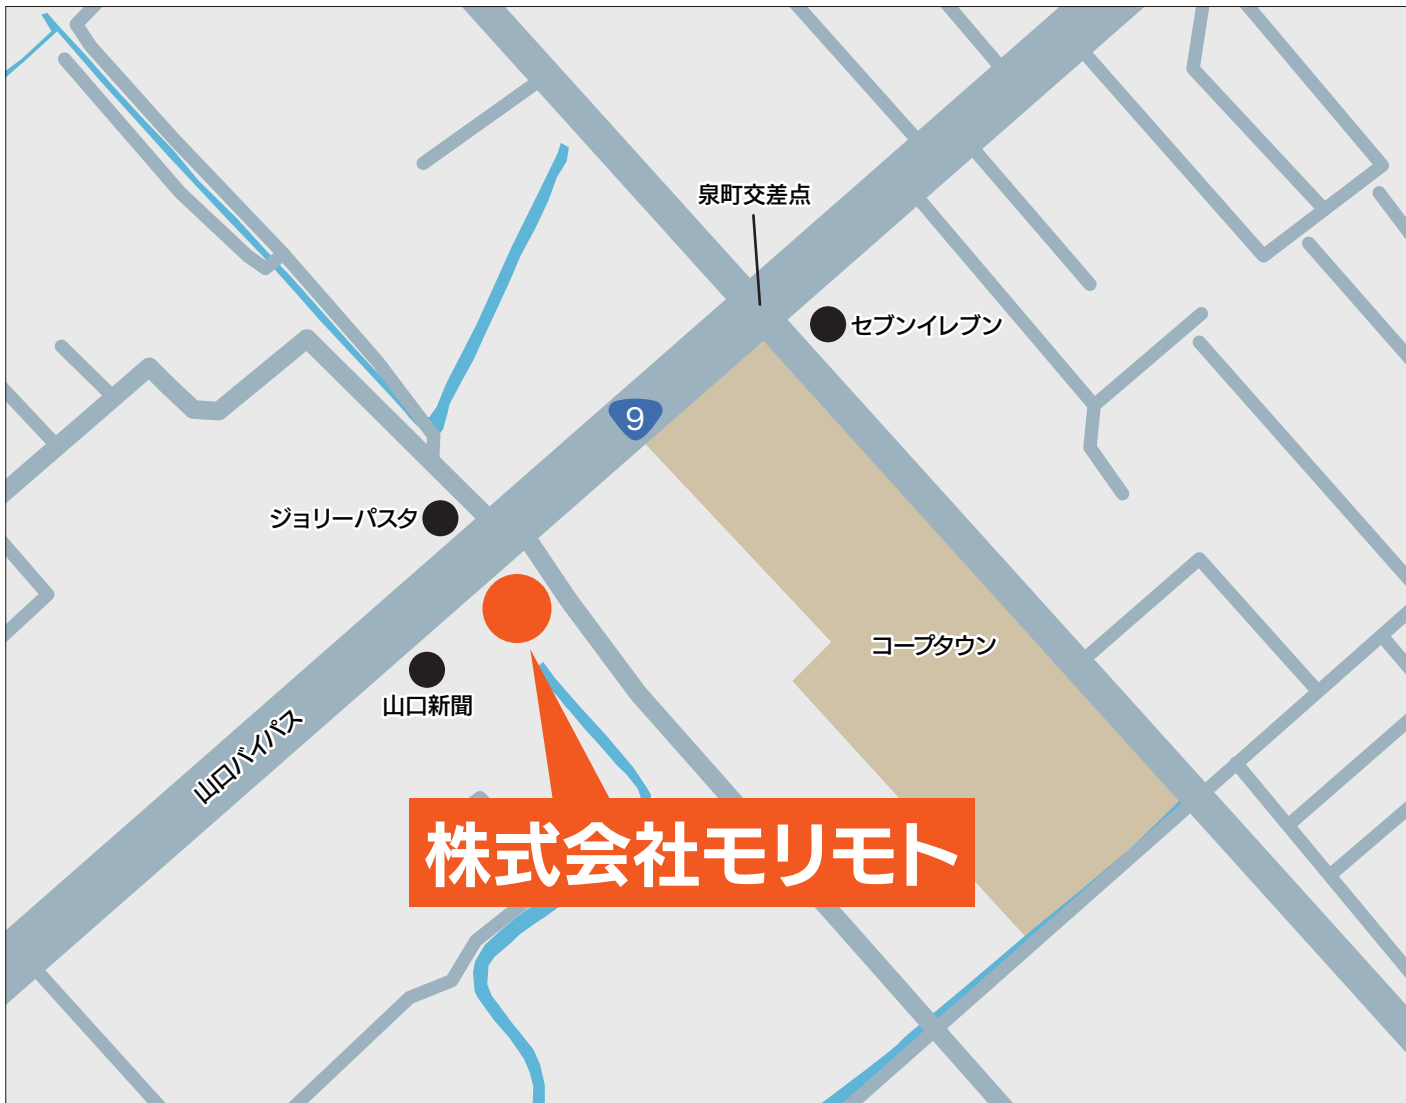 泉町交差点
セブンイレブン
9
ジョリーパスタ
コープタウン
山口新聞
山口バイパス
株式会社モリモト